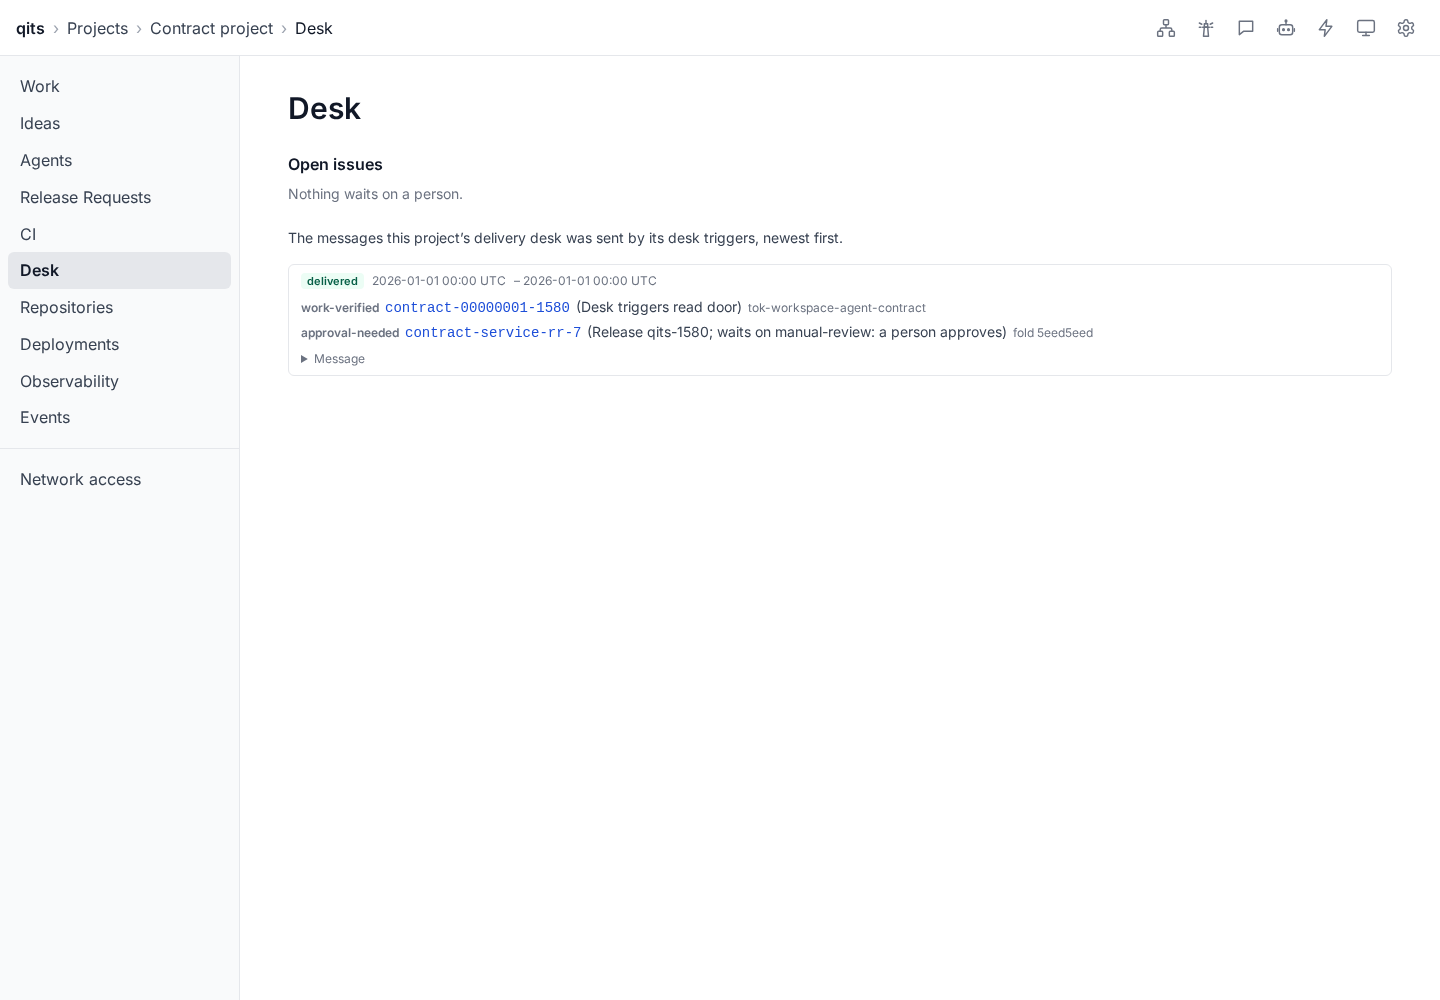 qits › Projects › Contract project › Desk
Work
Ideas
Agents
Release Requests
CI
Desk
Repositories
Deployments
Observability
Events
Network access
Desk
Open issues
Nothing waits on a person.
The messages this project’s delivery desk was sent by its desk triggers, newest first.
delivered 2026-01-01 00:00 UTC – 2026-01-01 00:00 UTC
work-verified contract-00000001-1580 (Desk triggers read door) tok-workspace-agent-contract
approval-needed contract-service-rr-7 (Release qits-1580; waits on manual-review: a person approves) fold 5eed5eed
Message